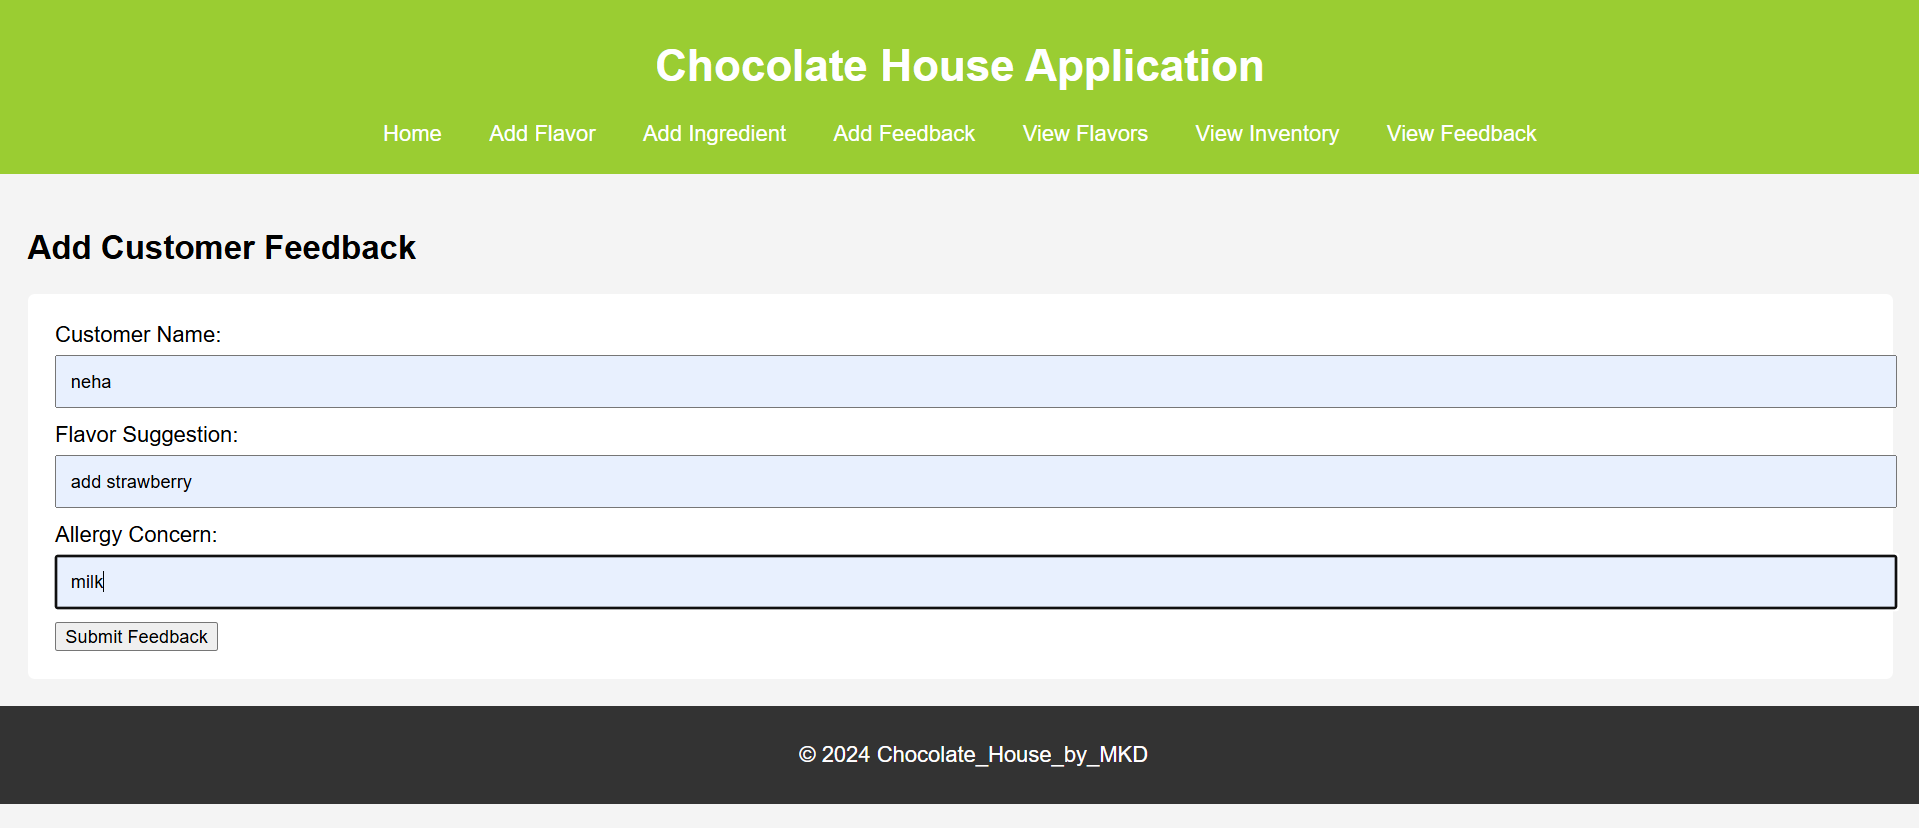 Chocolate House Application
Home Add Flavor Add Ingredient Add Feedback View Flavors View Inventory View Feedback
Add Customer Feedback
Customer Name:
neha
Flavor Suggestion:
add strawberry
Allergy Concern:
milk
Submit Feedback
© 2024 Chocolate_House_by_MKD